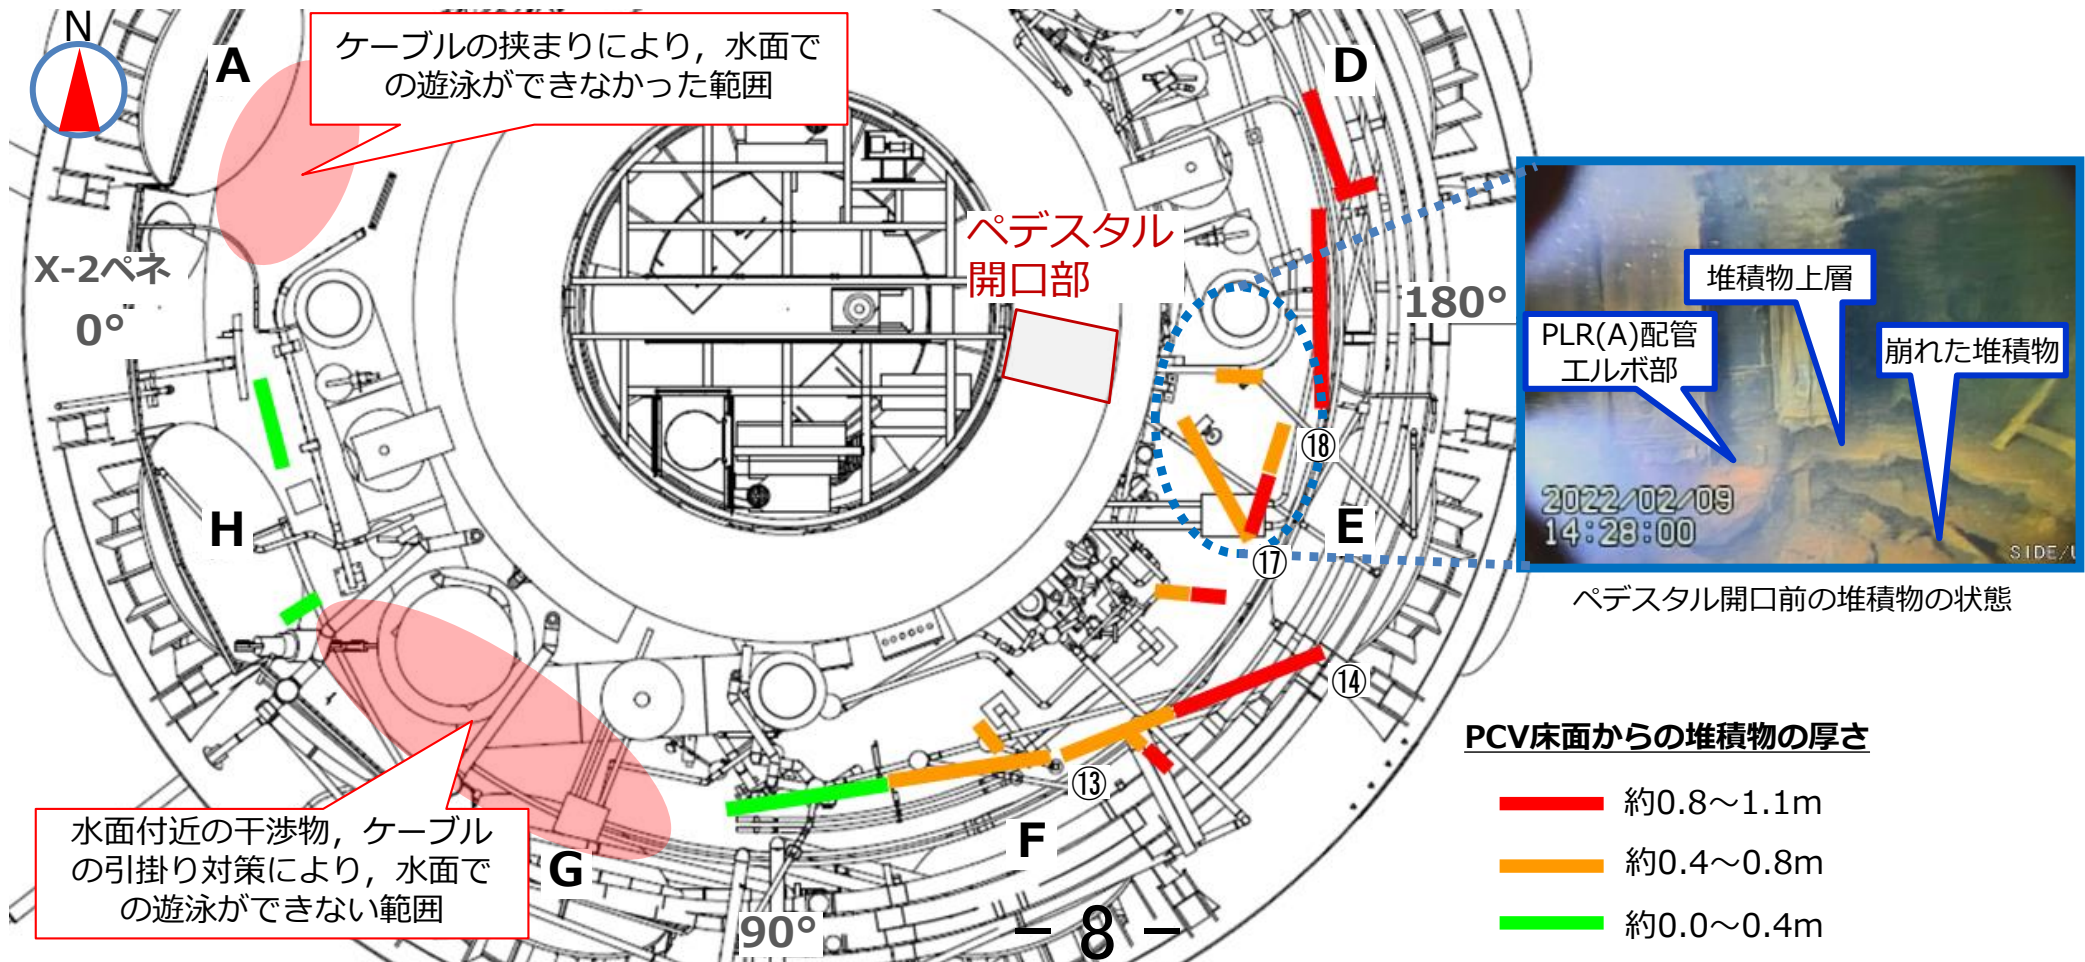 N
A
ケーブルの挟まりにより，水面で
の遊泳ができなかった範囲
D
X-2ペネ
0°
ペデスタル
開口部
180°
堆積物上層
PLR(A)配管
エルボ部
崩れた堆積物
2022/02/09
14:28:00
SIDE/
ペデスタル開口前の堆積物の状態
H
⑱
E
⑰
⑭
⑬
F
G
水面付近の干渉物，ケーブル
の引掛り対策により，水面で
の遊泳ができない範囲
90°
— 8 —
PCV床面からの堆積物の厚さ
約0.8～1.1m
約0.4～0.8m
約0.0～0.4m